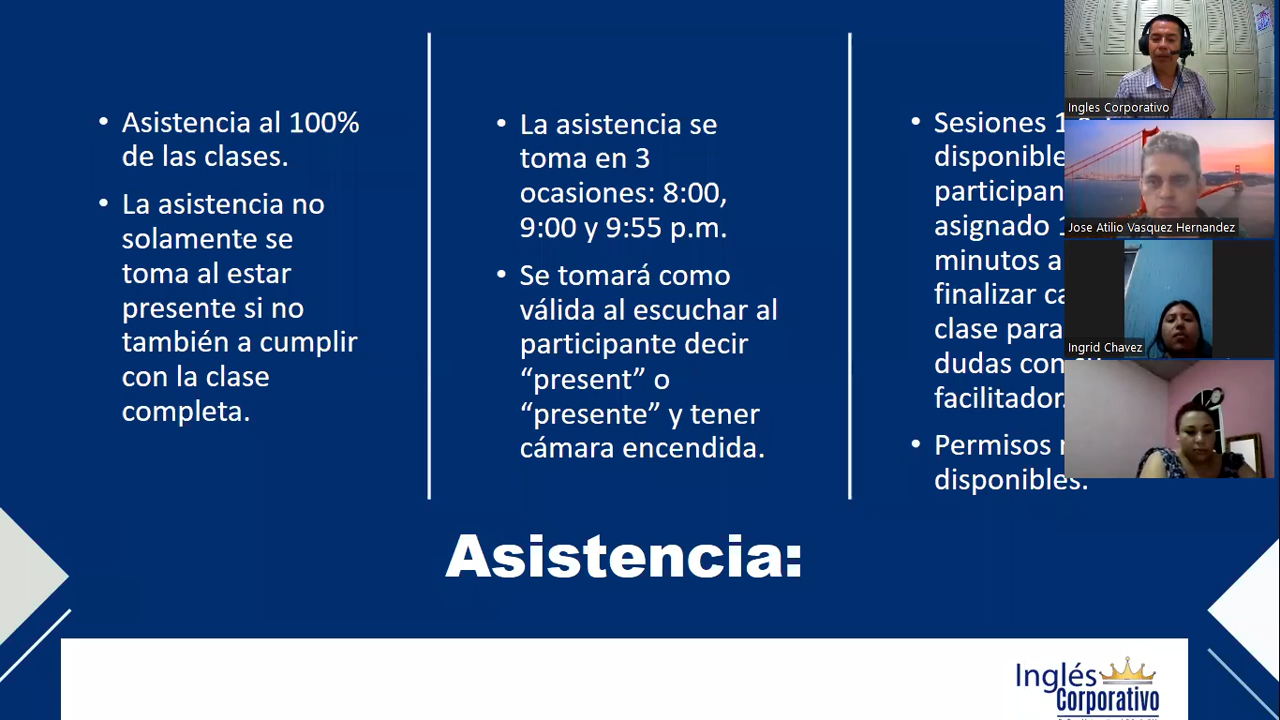 • Asistencia al 100%
de las clases.
• La asistencia no
solamente se
toma al estar
presente si no
también a cumplir
con la clase
completa.
• La asistencia se
toma en 3
ocasiones: 8:00,
9:00 y 9:55 p.m.
• Se tomará como
válida al escuchar al
participante decir
“present” o
“presente” y tener
cámara encendida.
• Sesiones 1
disponible
participan
asignado
minutos a
finalizar
clase para
dudas
facilitador.
• Permisos
disponibles.
Asistencia:
Inglés
Corporativo
Ingles Corporativo
Jose Atilio Vasquez Hernandez
Ingrid Chavez